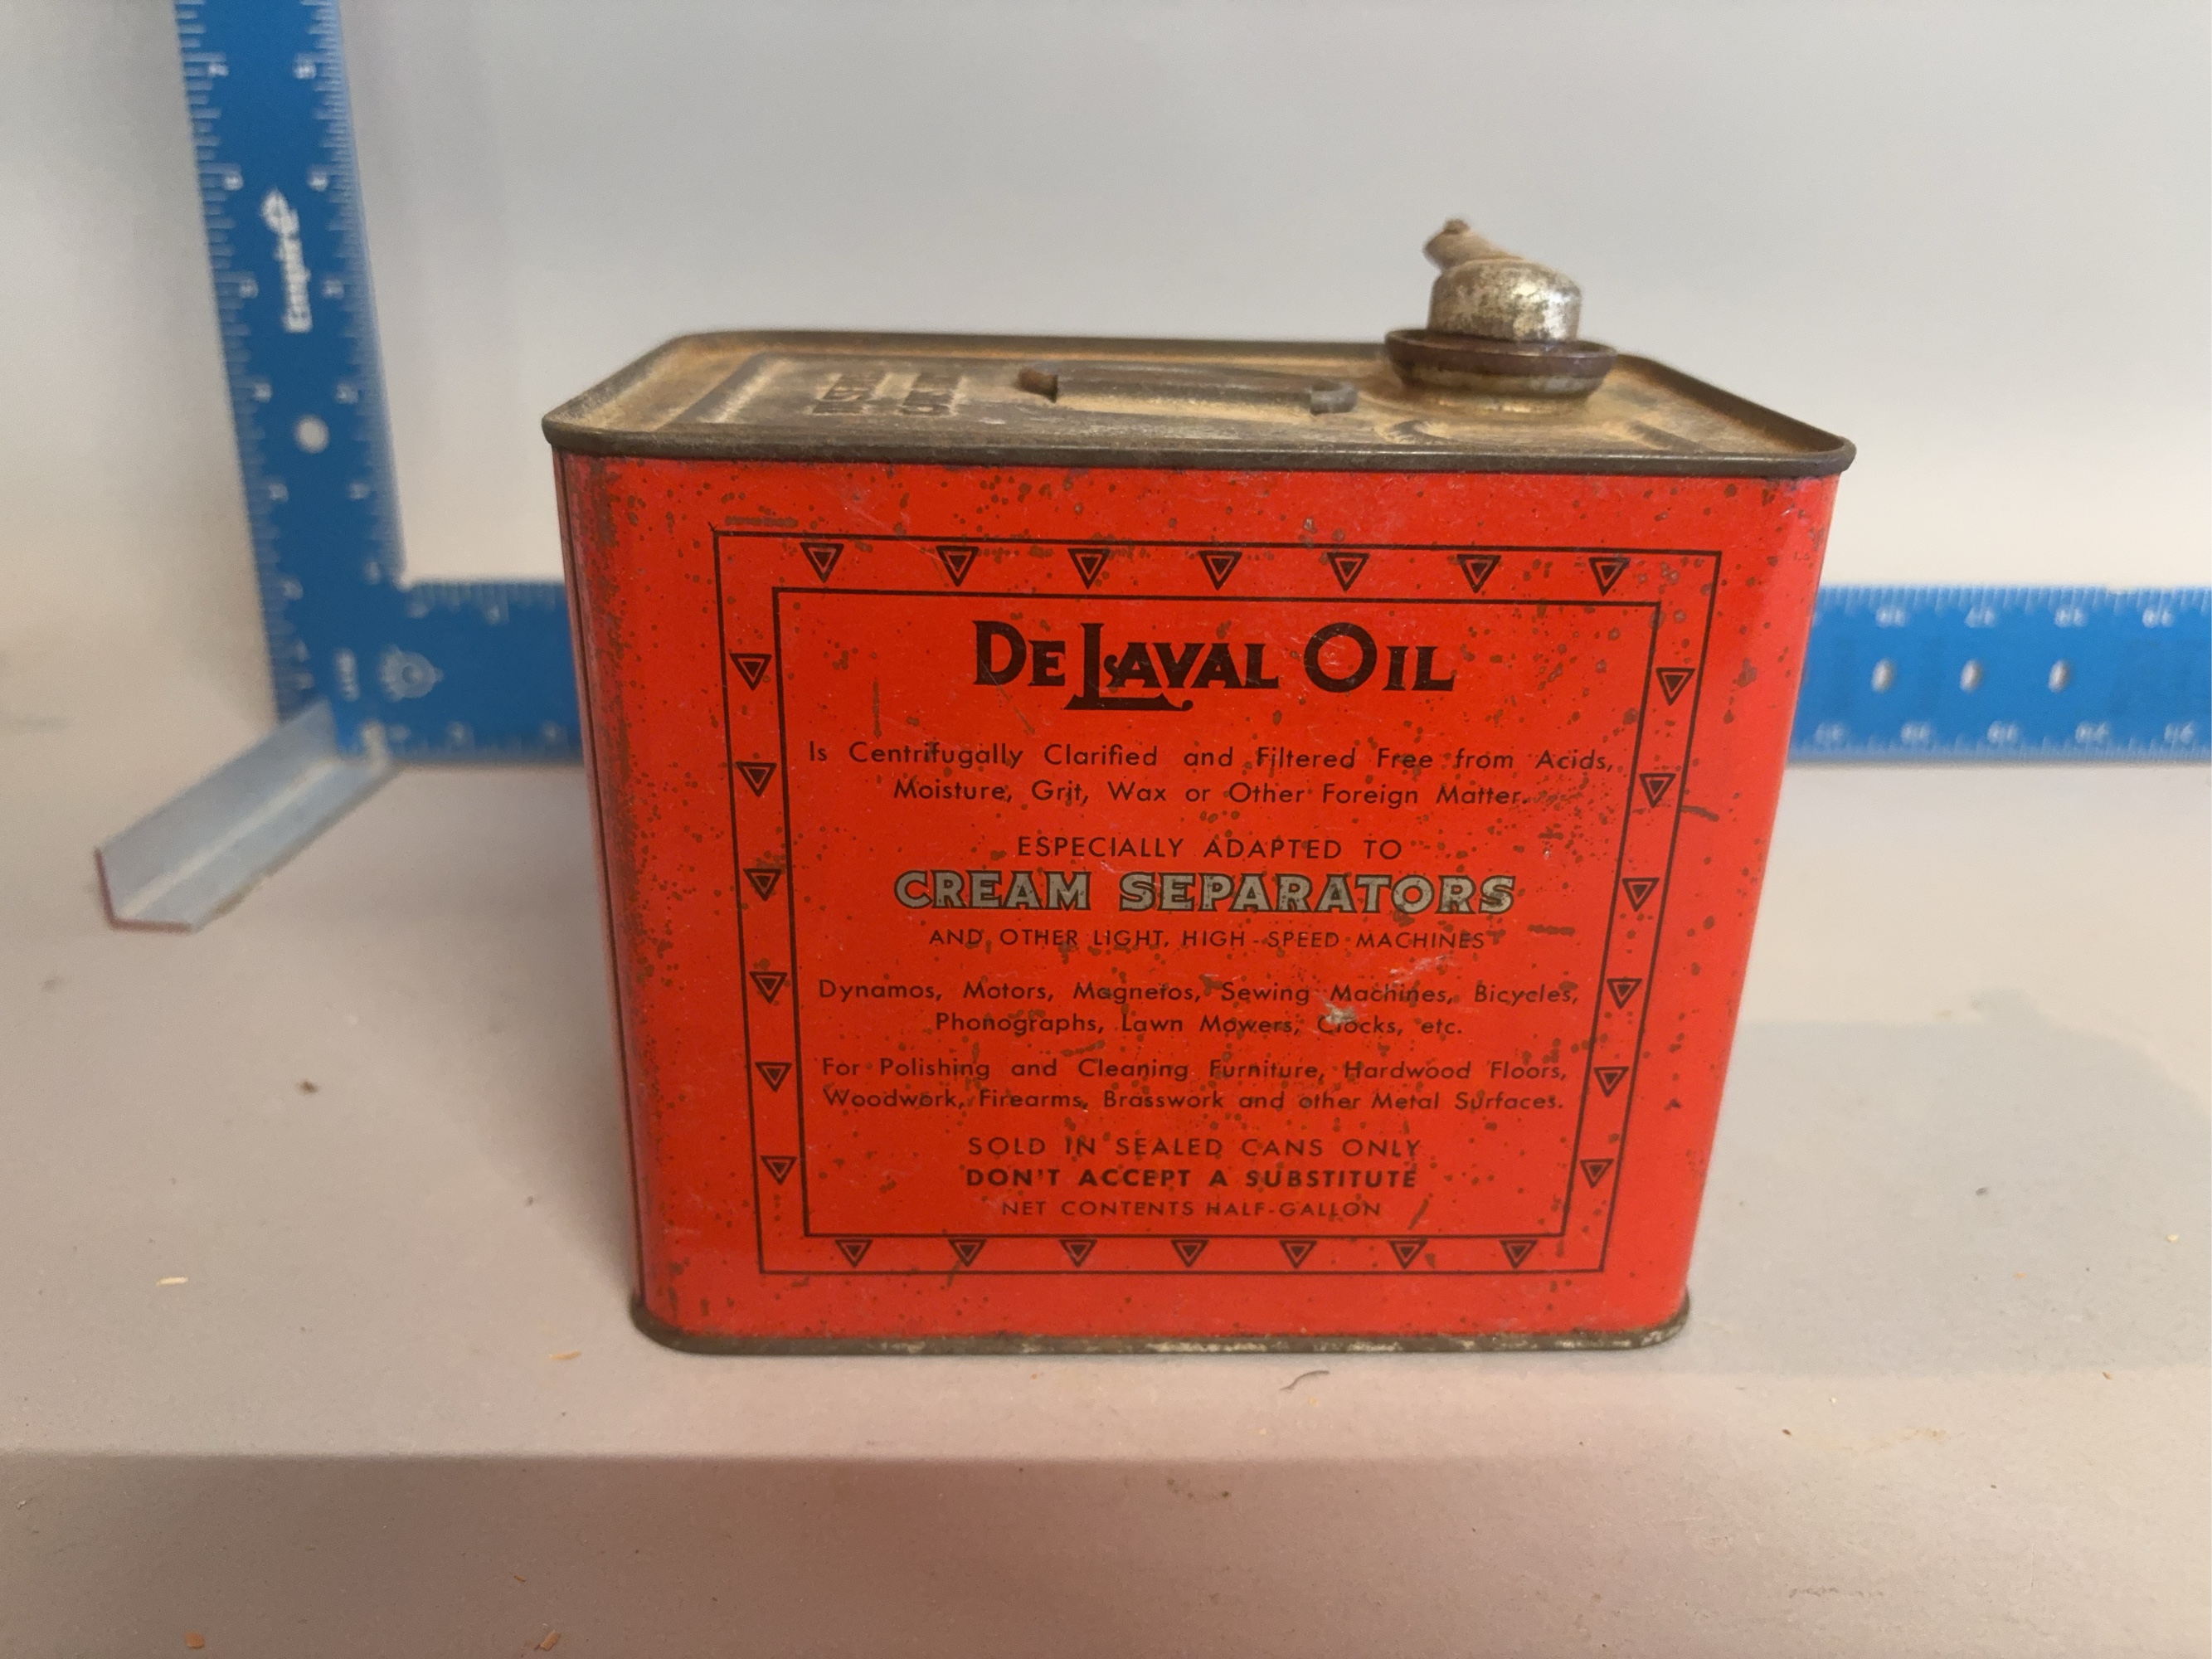 Empire
DE LAVAL OIL
Is Centrifugally Clarified and Filtered Free from Acids,
Moisture, Grit, Wax or Other Foreign Matter.
ESPECIALLY ADAPTED TO
CREAM SEPARATORS
AND OTHER LIGHT, HIGH-SPEED MACHINES
Dynamos, Motors, Magnetos, Sewing Machines, Bicycles,
Phonographs, Lawn Mowers, Clocks, etc.
For Polishing and Cleaning Furniture, Hardwood Floors,
Woodwork, Firearms, Brasswork and other Metal Surfaces.
SOLD IN SEALED CANS ONLY
DON'T ACCEPT A SUBSTITUTE
NET CONTENTS HALF-GALLON